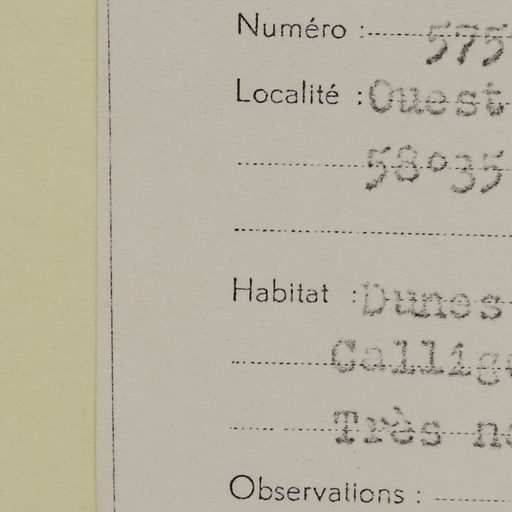 Numéro : 575
Localité : Ouest
58°35
Habitat : Dunes
Callig
Très n
Observations :